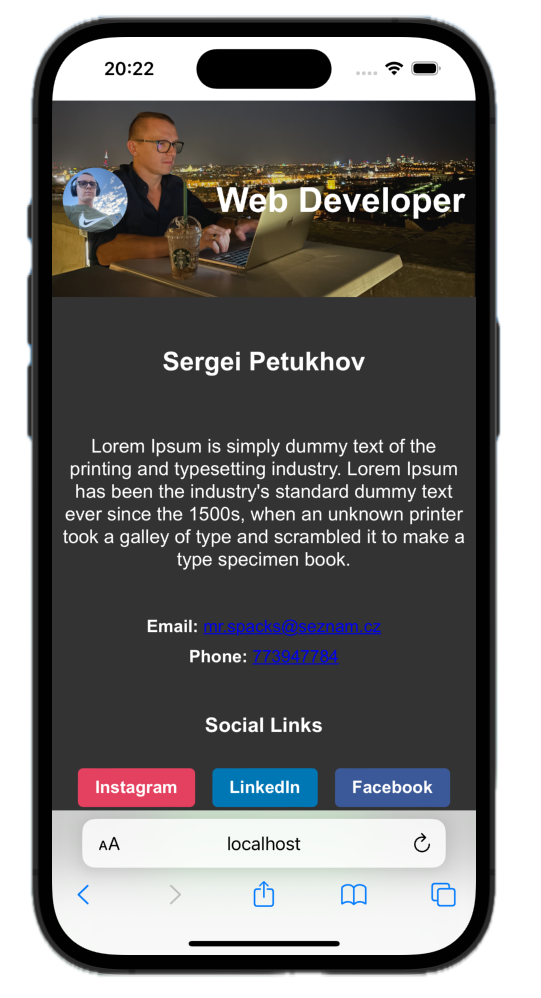 20:22
Web Developer
Sergei Petukhov
Lorem Ipsum is simply dummy text of the
printing and typesetting industry. Lorem Ipsum
has been the industry's standard dummy text
ever since the 1500s, when an unknown printer
took a galley of type and scrambled it to make a
type specimen book.
Email: mr.spacks@seznam.cz
Phone: 773947784
Social Links
Instagram LinkedIn Facebook
AA localhost